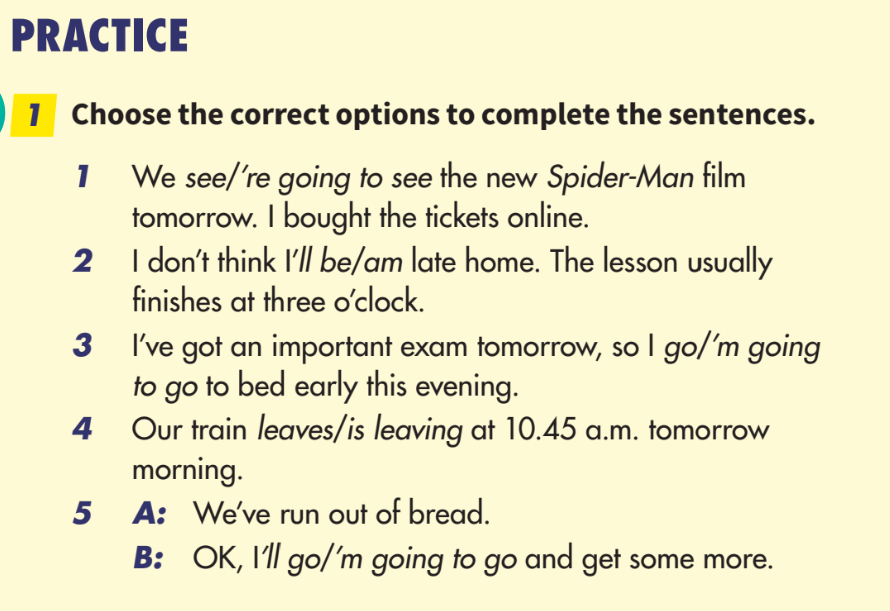 PRACTICE
1 Choose the correct options to complete the sentences.
1 We see/’re going to see the new Spider-Man film
tomorrow. I bought the tickets online.
2 I don’t think I’ll be/am late home. The lesson usually
finishes at three o’clock.
3 I’ve got an important exam tomorrow, so I go/’m going
to go to bed early this evening.
4 Our train leaves/is leaving at 10.45 a.m. tomorrow
morning.
5 A: We’ve run out of bread.
B: OK, I’ll go/’m going to go and get some more.